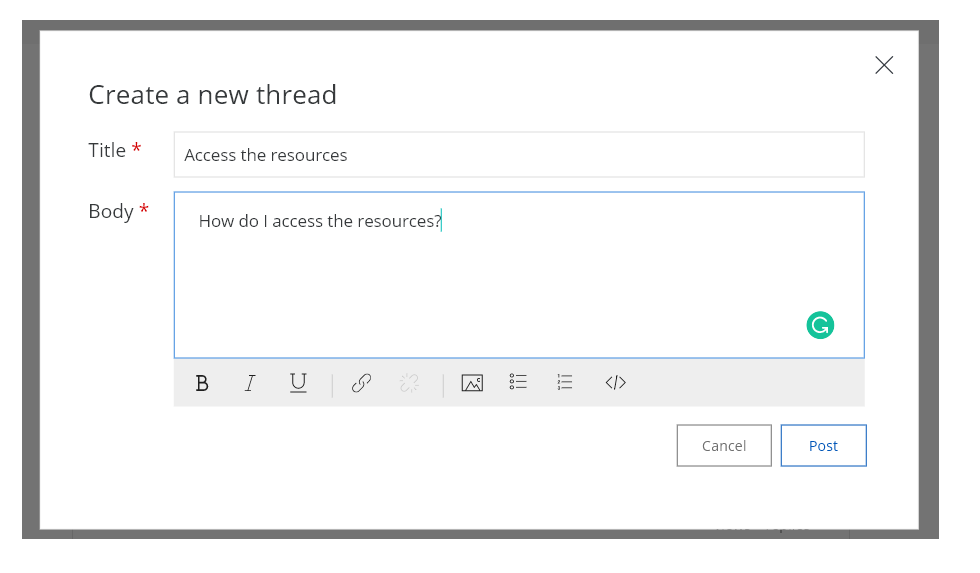 Create a new thread
Title *
Access the resources
Body *
How do I access the resources?
B I U
Cancel
Post